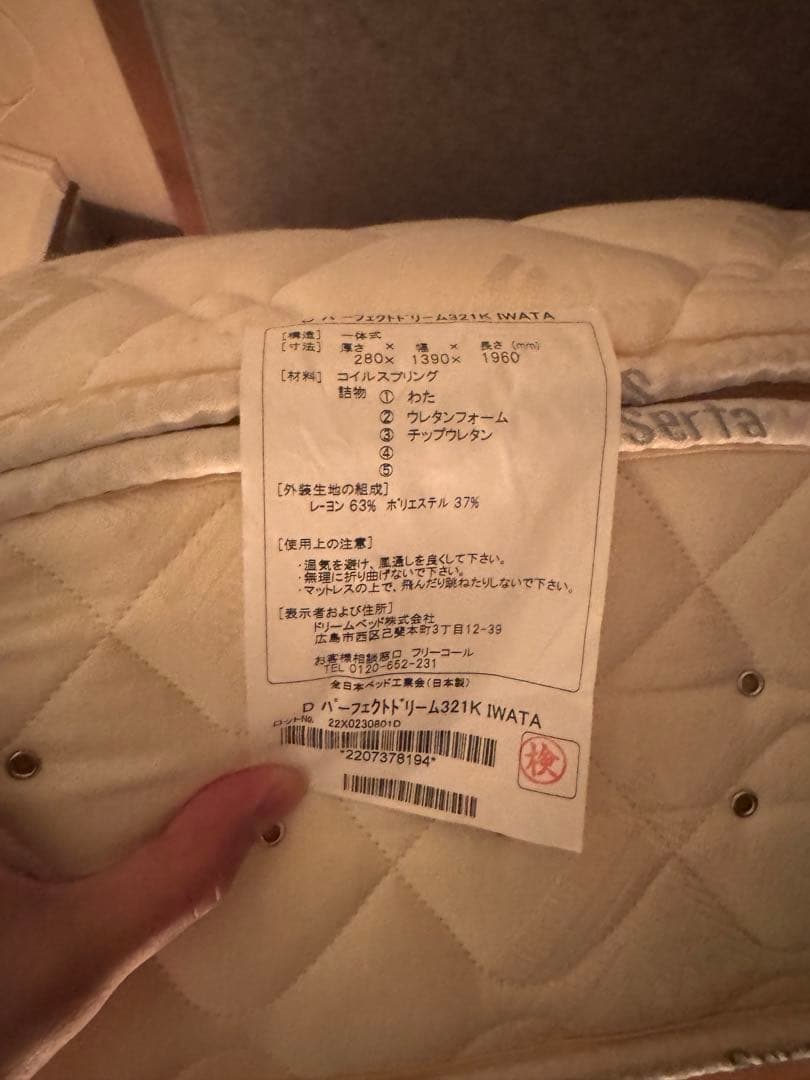 D パーフェクトドリーム321K IWATA
[構造] 一体式
[寸法] 厚さ × 幅 × 長さ (mm)
280× 1390× 1960
[材料] コイルスプリング
詰物 ① わた
② ウレタンフォーム
③ チップウレタン
④
⑤
[外装生地の組成]
レーヨン 63% ポリエステル 37%
[使用上の注意]
・湿気を避け、風通しを良くして下さい。
・無理に折り曲げないで下さい。
・マットレスの上で、飛んだり跳ねたりしないで下さい。
[表示者および住所]
ドリームベッド株式会社
広島市西区己斐本町3丁目12-39
お客様相談窓口 フリーコール
TEL 0120-652-231
全日本ベッド工業会(日本製)
D パーフェクトドリーム321K IWATA
ロットNo. 22X0230801D
*2207378194*
検
Serta